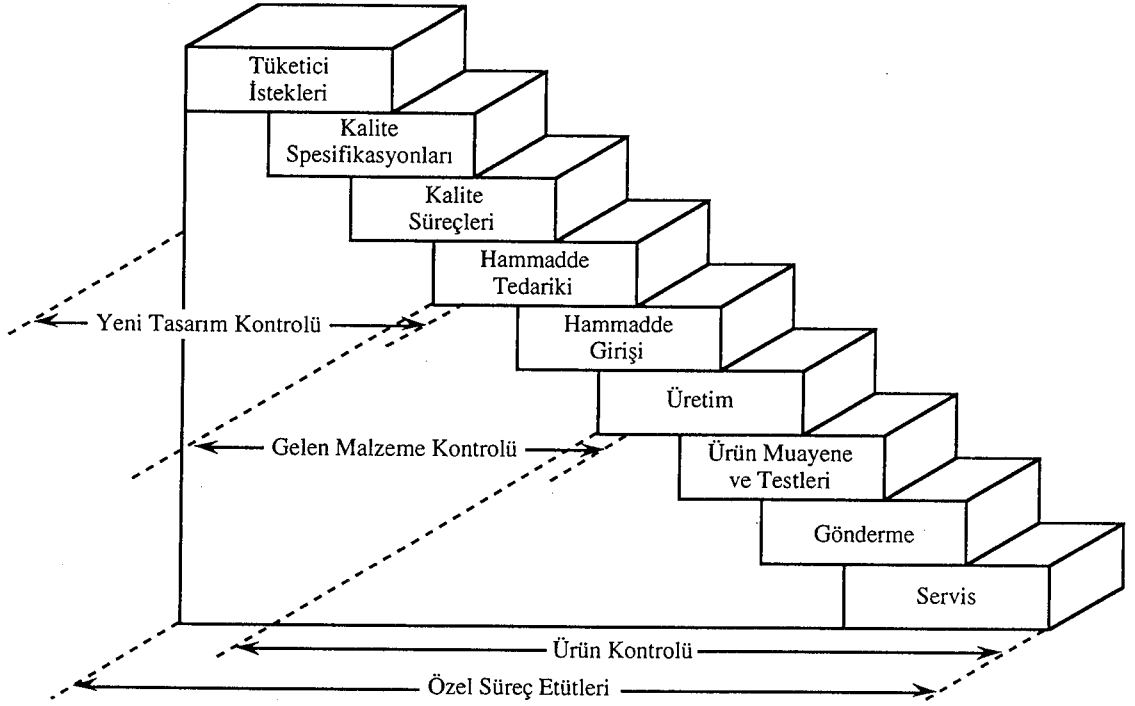 Tüketici
İstekleri
Kalite
Spesifikasyonları
Kalite
Süreçleri
Hammadde
Tedariki
Yeni Tasarım Kontrolü
Hammadde
Girişi
Üretim
Gelen Malzeme Kontrolü
Ürün Muayene
ve Testleri
Gönderme
Servis
Ürün Kontrolü
Özel Süreç Etütleri